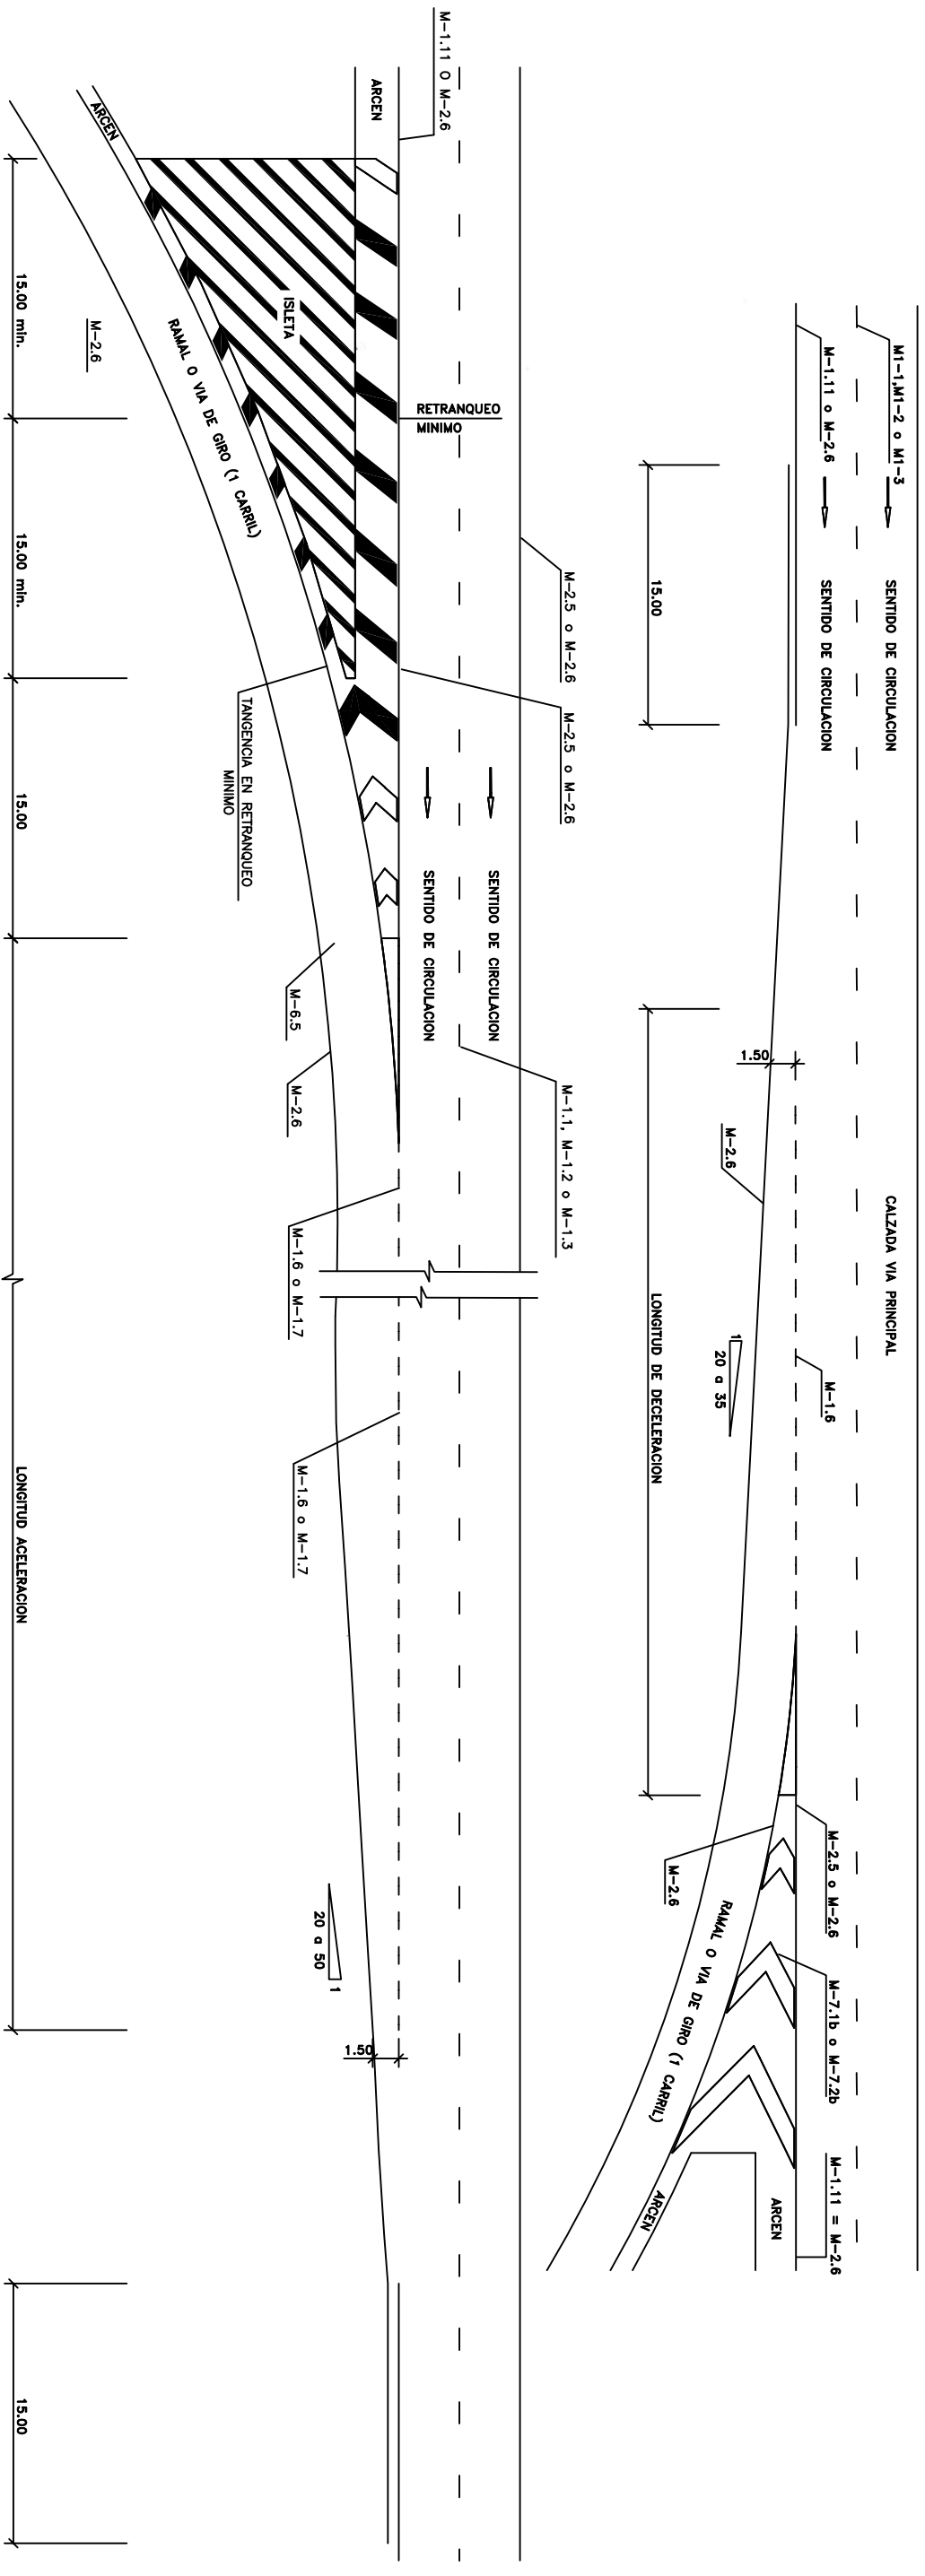 M1-1,M1-2 o M1-3
SENTIDO DE CIRCULACION
CALZADA VIA PRINCIPAL
M-1.11 o M-2.6
SENTIDO DE CIRCULACION
M-1.6
M-2.5 o M-2.6
M-7.1b o M-7.2b
M-1.11 = M-2.6
ARCEN
1.50
M-2.6
1
20 a 35
RAMAL O VIA DE GIRO (1 CARRIL)
ARCEN
M-2.6
15.00
LONGITUD DE DECELERACION
M-2.5 o M-2.6
M-2.5 o M-2.6
M-1.1, M-1.2 o M-1.3
SENTIDO DE CIRCULACION
M-1.11 O M-2.6
RETRANQUEO
MINIMO
SENTIDO DE CIRCULACION
ARCEN
1.50
20 a 50
1
ISLETA
M-6.5
M-2.6
M-1.6 o M-1.7
M-1.6 o M-1.7
TANGENCIA EN RETRANQUEO
MINIMO
ARCEN
RAMAL O VIA DE GIRO (1 CARRIL)
M-2.6
15.00 min.
15.00 min.
15.00
LONGITUD ACELERACION
15.00